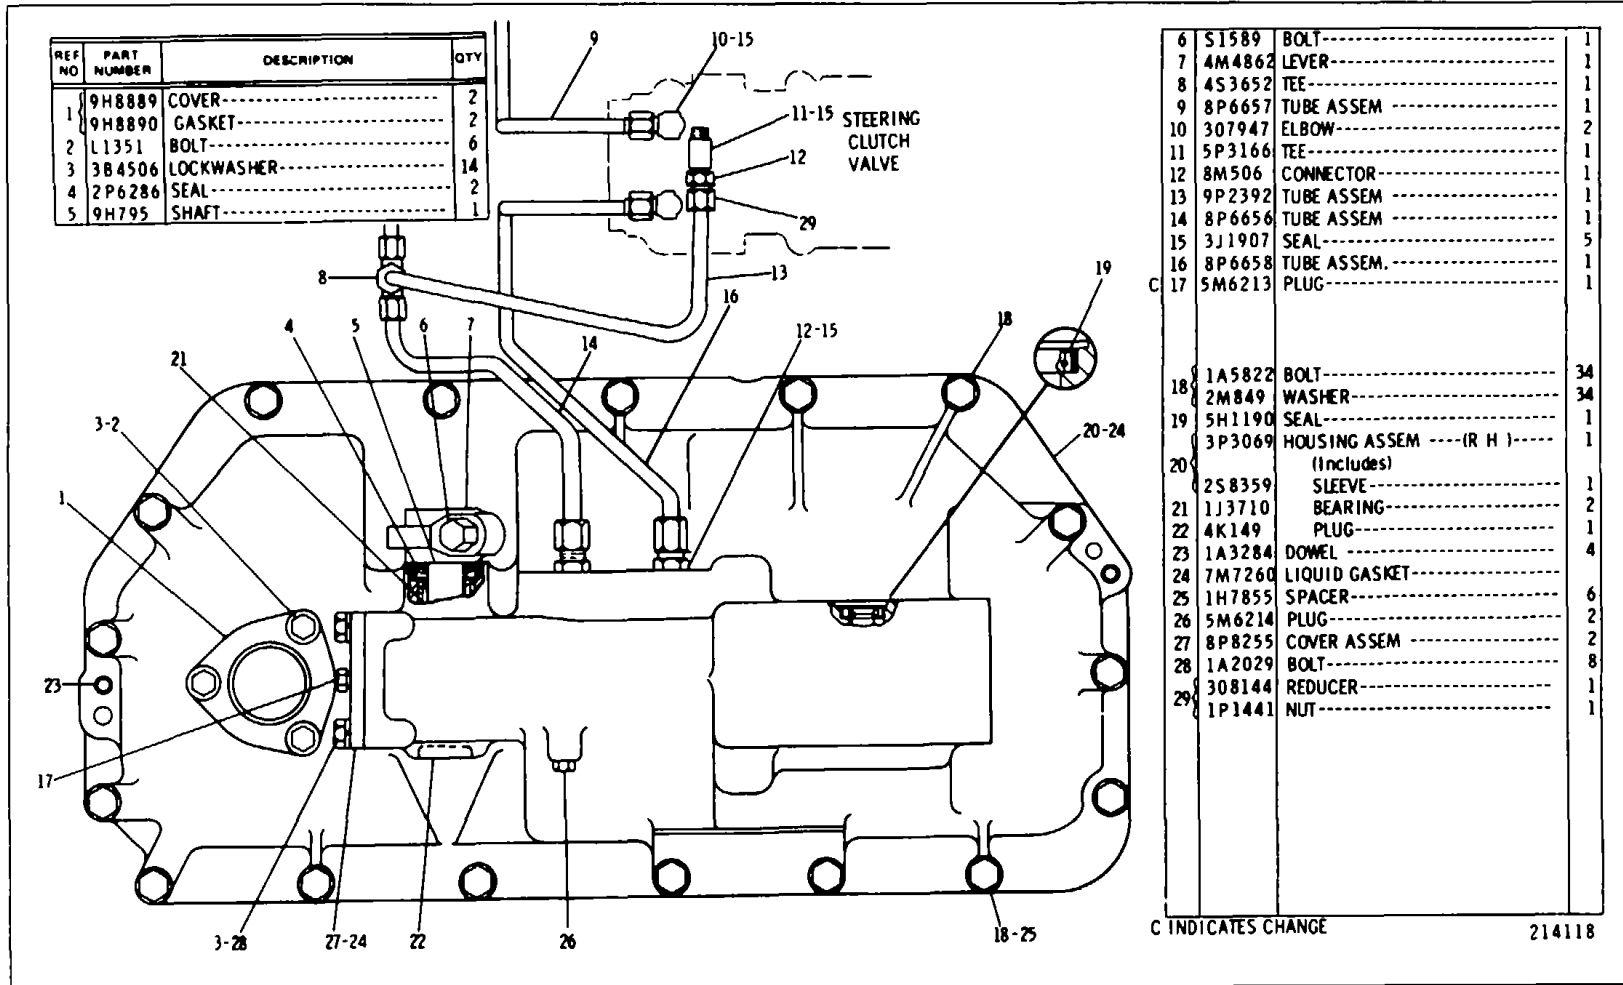 REF NO PART NUMBER DESCRIPTION QTY
1 9H8889 COVER 2
9H8890 GASKET 2
2 L1351 BOLT 6
3 3B4506 LOCKWASHER 14
4 2P6286 SEAL 2
5 9H795 SHAFT 1
9
10-15
11-15
STEERING
CLUTCH
VALVE
12
29
8
13
19
4
5
6
7
16
12-15
18
21
14
3-2
20-24
1
23
17
3-28
27-24
22
26
18-25
6 S1589 BOLT 1
7 4M4862 LEVER 1
8 4S3652 TEE 1
9 8P6657 TUBE ASSEM 1
10 307947 ELBOW 2
11 5P3166 TEE 1
12 8M506 CONNECTOR 1
13 9P2392 TUBE ASSEM 1
14 8P6656 TUBE ASSEM 1
15 3J1907 SEAL 5
16 8P6658 TUBE ASSEM. 1
C 17 5M6213 PLUG 1
18 1A5822 BOLT 34
2M849 WASHER 34
19 5H1190 SEAL 1
20 3P3069 HOUSING ASSEM ----(R H) 1
(Includes)
2S8359 SLEEVE 1
21 1J3710 BEARING 2
22 4K149 PLUG 1
23 1A3284 DOWEL 4
24 7M7260 LIQUID GASKET
25 1H7855 SPACER 6
26 5M6214 PLUG 2
27 8P8255 COVER ASSEM 2
28 1A2029 BOLT 8
29 308144 REDUCER 1
1P1441 NUT 1
C INDICATES CHANGE
214118